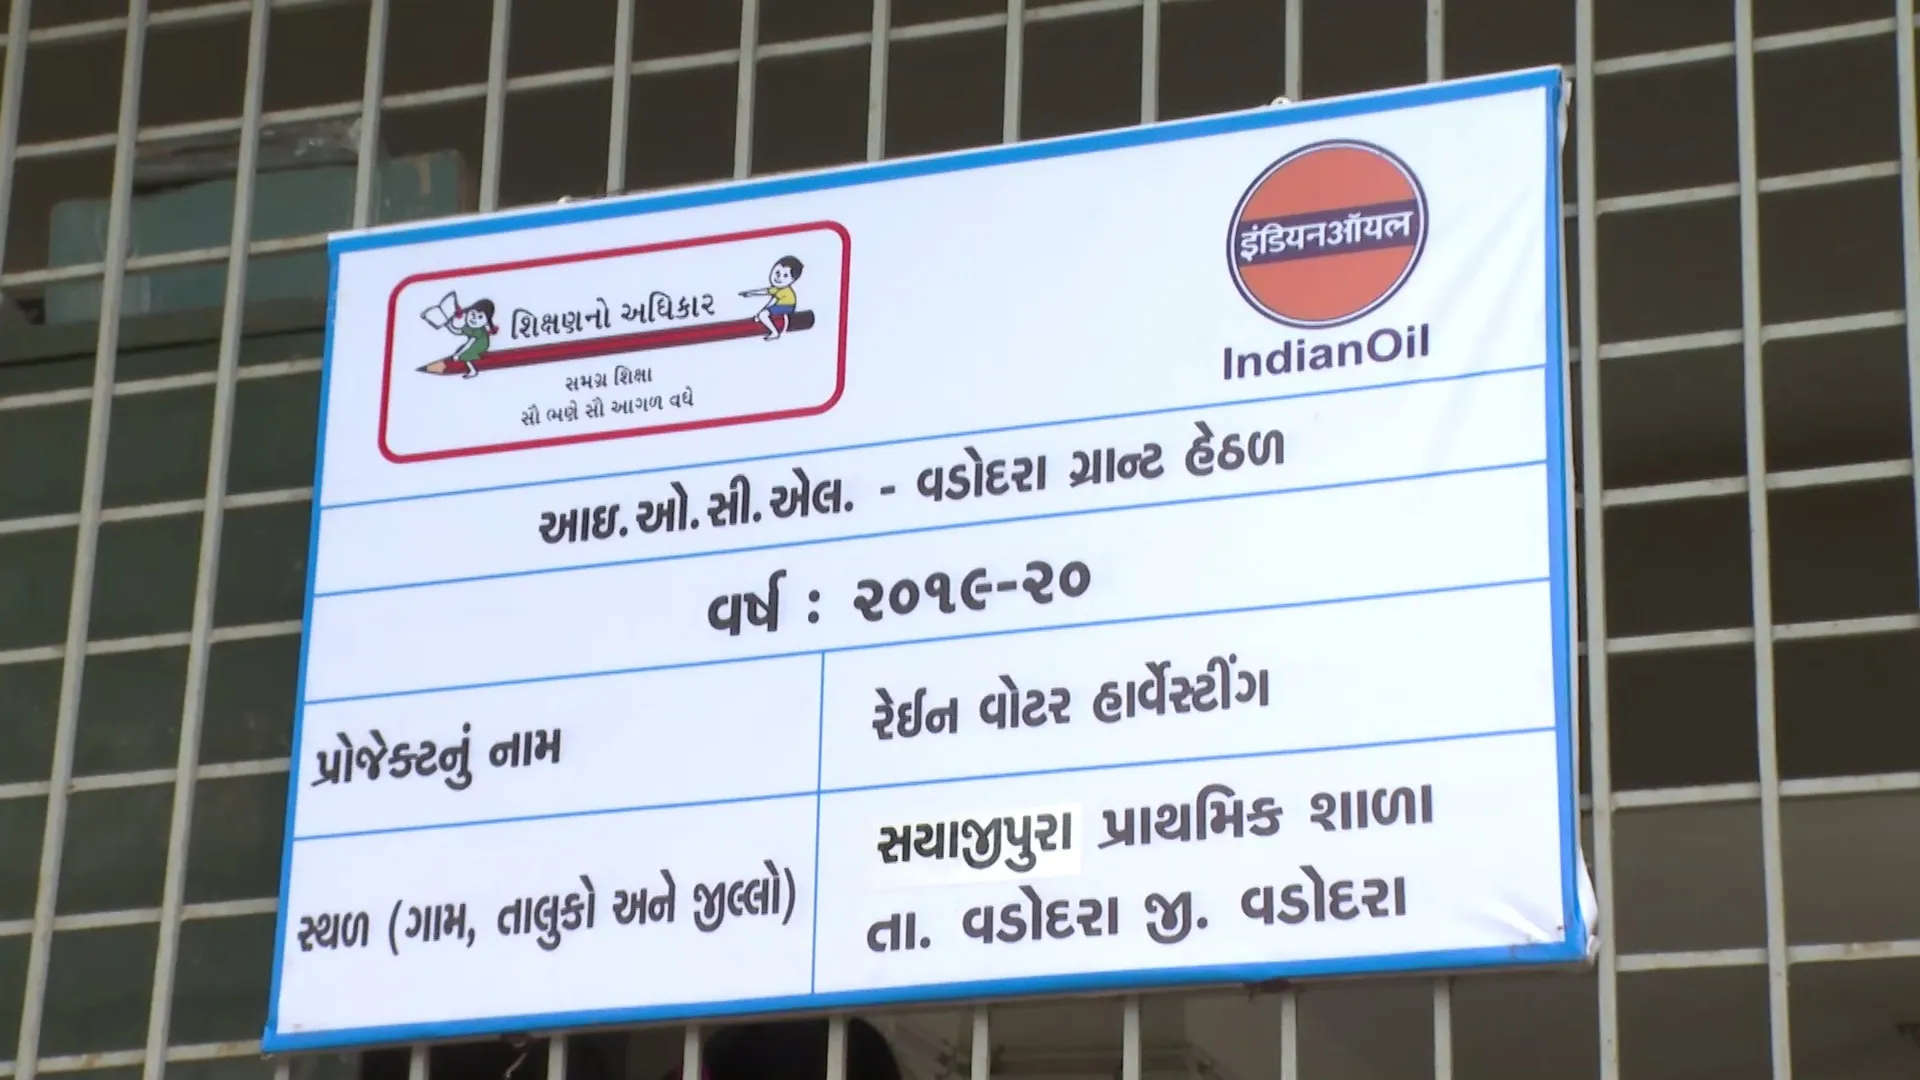 શિક્ષણનો અધિકાર
સમગ્ર શિક્ષા
સૌ ભણે સૌ આગળ વધે
इंडियनऑयल
IndianOil
આઇ.ઓ.સી.એલ. - વડોદરા ગ્રાન્ટ હેઠળ
વર્ષ : ૨૦૧૯-૨૦
પ્રોજેક્ટનું નામ
રેઈન વોટર હાર્વેસ્ટીંગ
સ્થળ (ગામ, તાલુકો અને જીલ્લો)
સયાજીપુરા પ્રાથમિક શાળા
તા. વડોદરા જી. વડોદરા